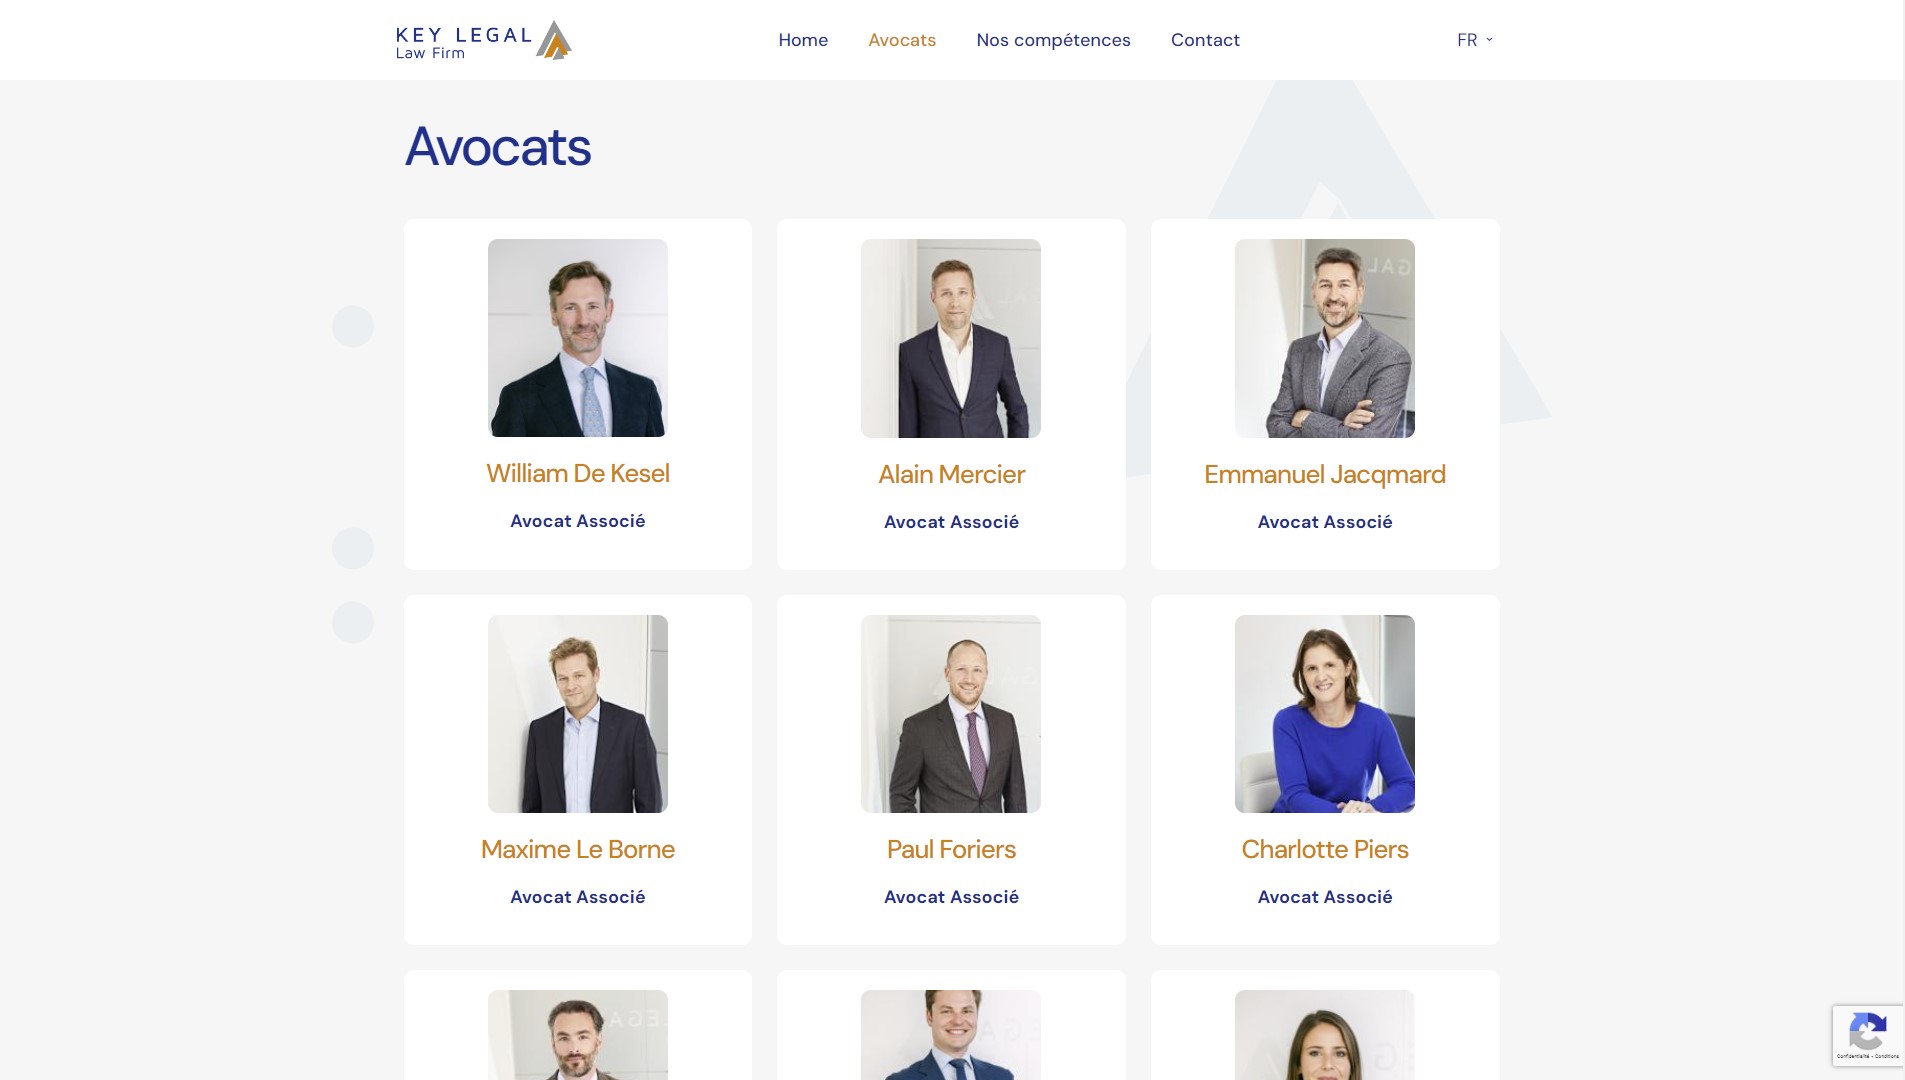 KEY LEGAL
Law Firm
Home
Avocats
Nos compétences
Contact
FR
Avocats
William De Kesel
Avocat Associé
Alain Mercier
Avocat Associé
Emmanuel Jacqmard
Avocat Associé
Maxime Le Borne
Avocat Associé
Paul Foriers
Avocat Associé
Charlotte Piers
Avocat Associé
Confidentialité - Conditions